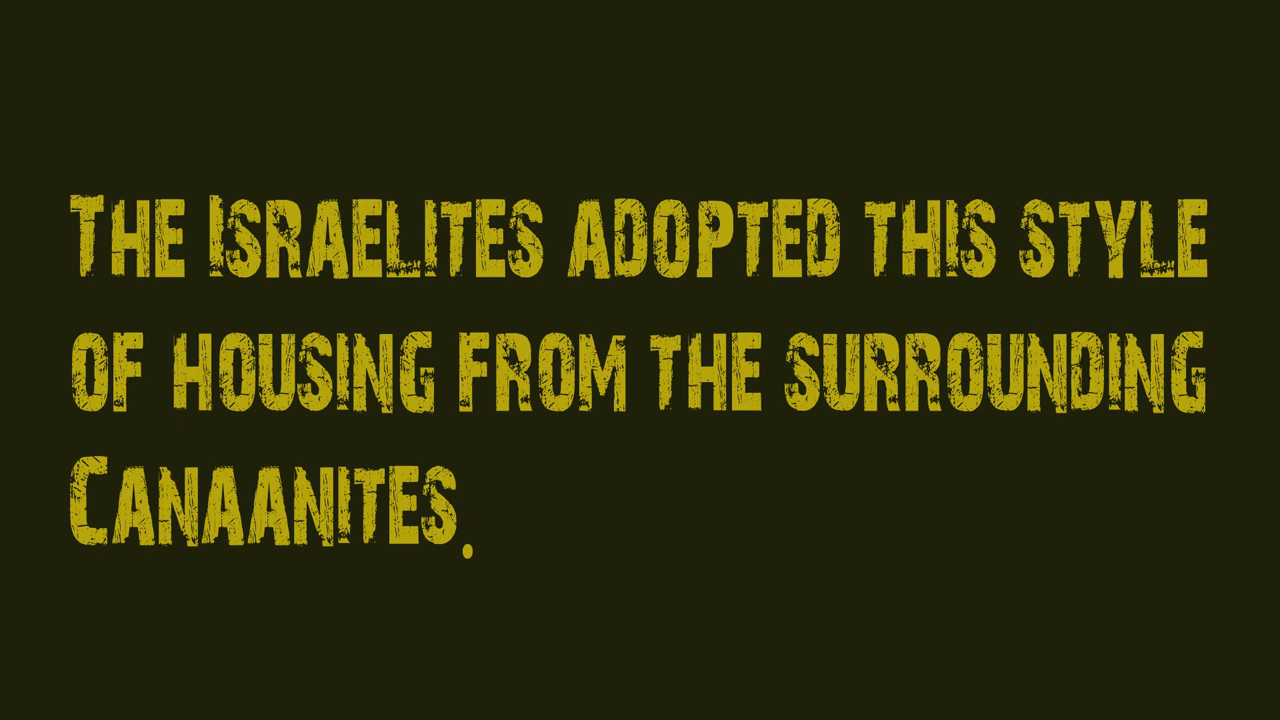 The Israelites adopted this style
of housing from the surrounding
Canaanites.